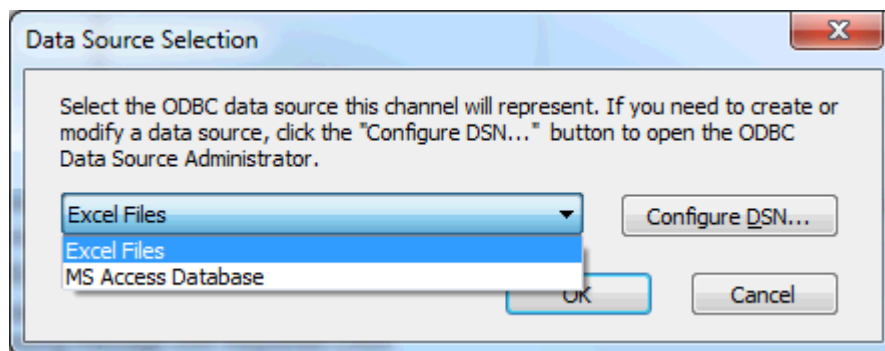 Data Source Selection
Select the ODBC data source this channel will represent. If you need to create or
modify a data source, click the "Configure DSN..." button to open the ODBC
Data Source Administrator.
Excel Files
Configure DSN...
Excel Files
MS Access Database
OK
Cancel